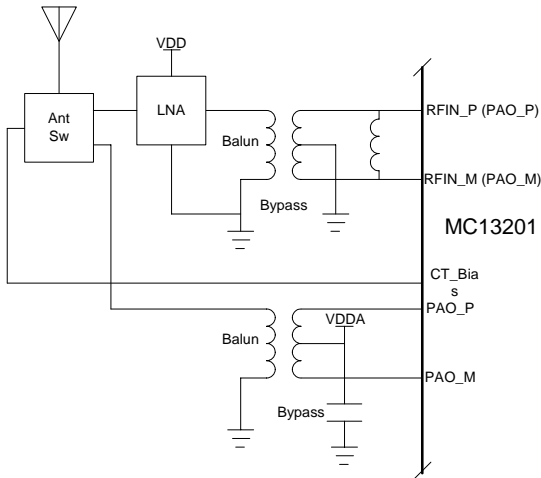 VDD
Ant
Sw
LNA
RFIN_P (PAO_P)
Balun
RFIN_M (PAO_M)
Bypass
MC13201
CT_Bia
s
PAO_P
VDDA
Balun
PAO_M
Bypass